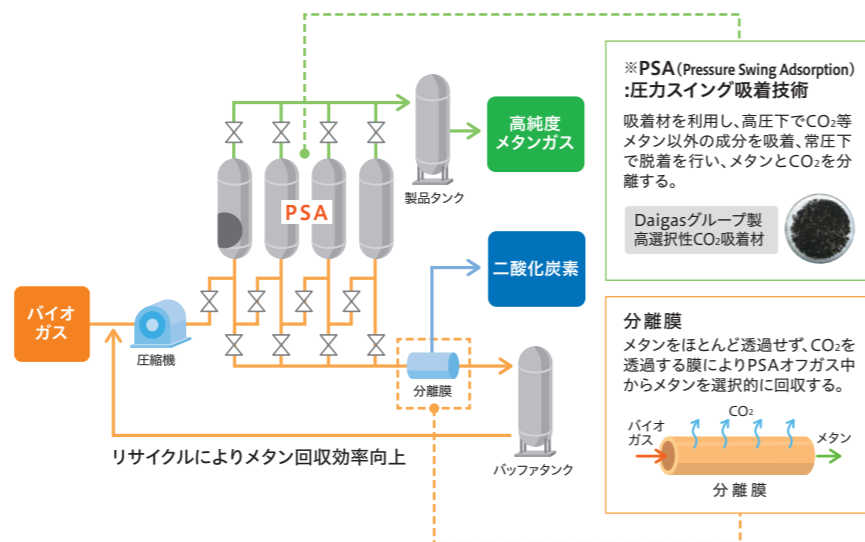 バイオ
ガス
圧縮機
PSA
製品タンク
高純度
メタンガス
二酸化炭素
分離膜
バッファタンク
リサイクルによりメタン回収効率向上
※PSA(Pressure Swing Adsorption)
:圧力スイング吸着技術
吸着材を利用し、高圧下でCO₂等
メタン以外の成分を吸着、常圧下
で脱着を行い、メタンとCO₂を分
離する。
Daigasグループ製
高選択性CO₂吸着材
分離膜
メタンをほとんど透過せず、CO₂を
透過する膜によりPSAオフガス中
からメタンを選択的に回収する。
CO₂
バイオ
ガス
メタン
分離膜